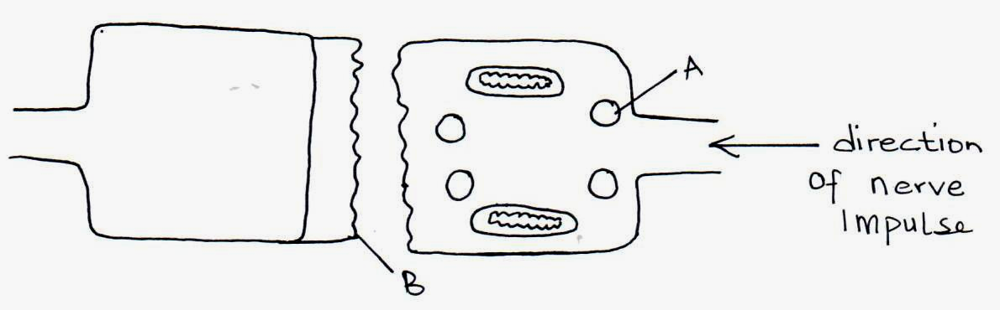 A
direction
of nerve
Impulse
B